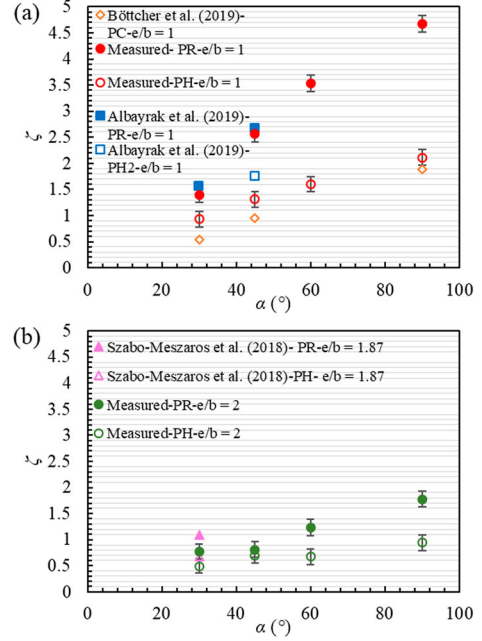 (a)
5
4.5
4
3.5
3
2.5
2
1.5
1
0.5
0
ζ
Böttcher et al. (2019)-
PC-e/b = 1
Measured- PR-e/b = 1
Measured-PH-e/b = 1
Albayrak et al. (2019)-
PR-e/b = 1
Albayrak et al. (2019)-
PH2-e/b = 1
0 20 40 60 80 100
α (°)
(b)
5
4.5
4
3.5
3
2.5
2
1.5
1
0.5
0
ζ
Szabo-Meszaros et al. (2018)- PR-e/b = 1.87
Szabo-Meszaros et al. (2018)-PH- e/b = 1.87
Measured-PR-e/b = 2
Measured-PH-e/b = 2
0 20 40 60 80 100
α (°)